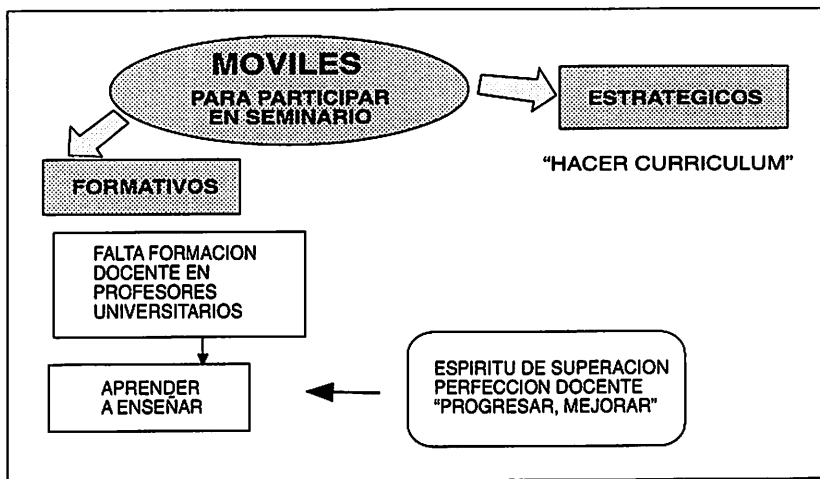 MOVILES
PARA PARTICIPAR
EN SEMINARIO
ESTRATEGICOS
"HACER CURRICULUM"
FORMATIVOS
FALTA FORMACION
DOCENTE EN
PROFESORES
UNIVERSITARIOS
APRENDER
A ENSEÑAR
ESPIRITU DE SUPERACION
PERFECCION DOCENTE
"PROGRESAR, MEJORAR"